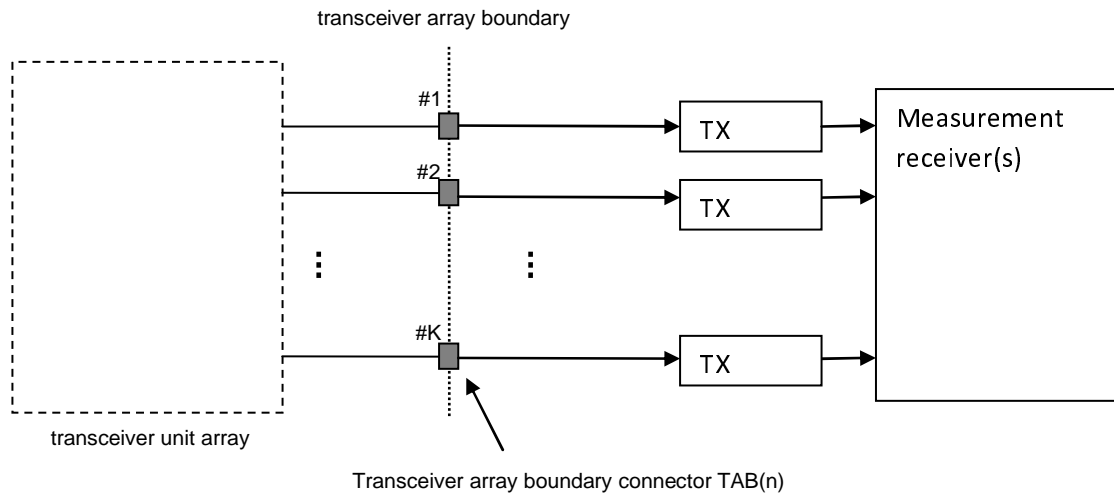 transceiver array boundary
#1
TX
Measurement
receiver(s)
#2
TX
#K
TX
transceiver unit array
Transceiver array boundary connector TAB(n)